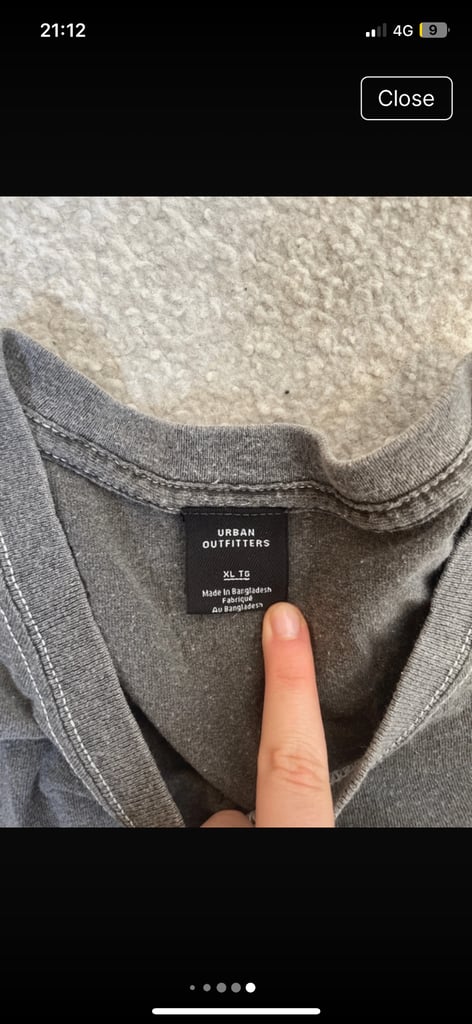 21:12
4G
9
Close
URBAN
OUTFITTERS
XL TG
Made In Bangladesh
Fabriqué
Au Bangladesh